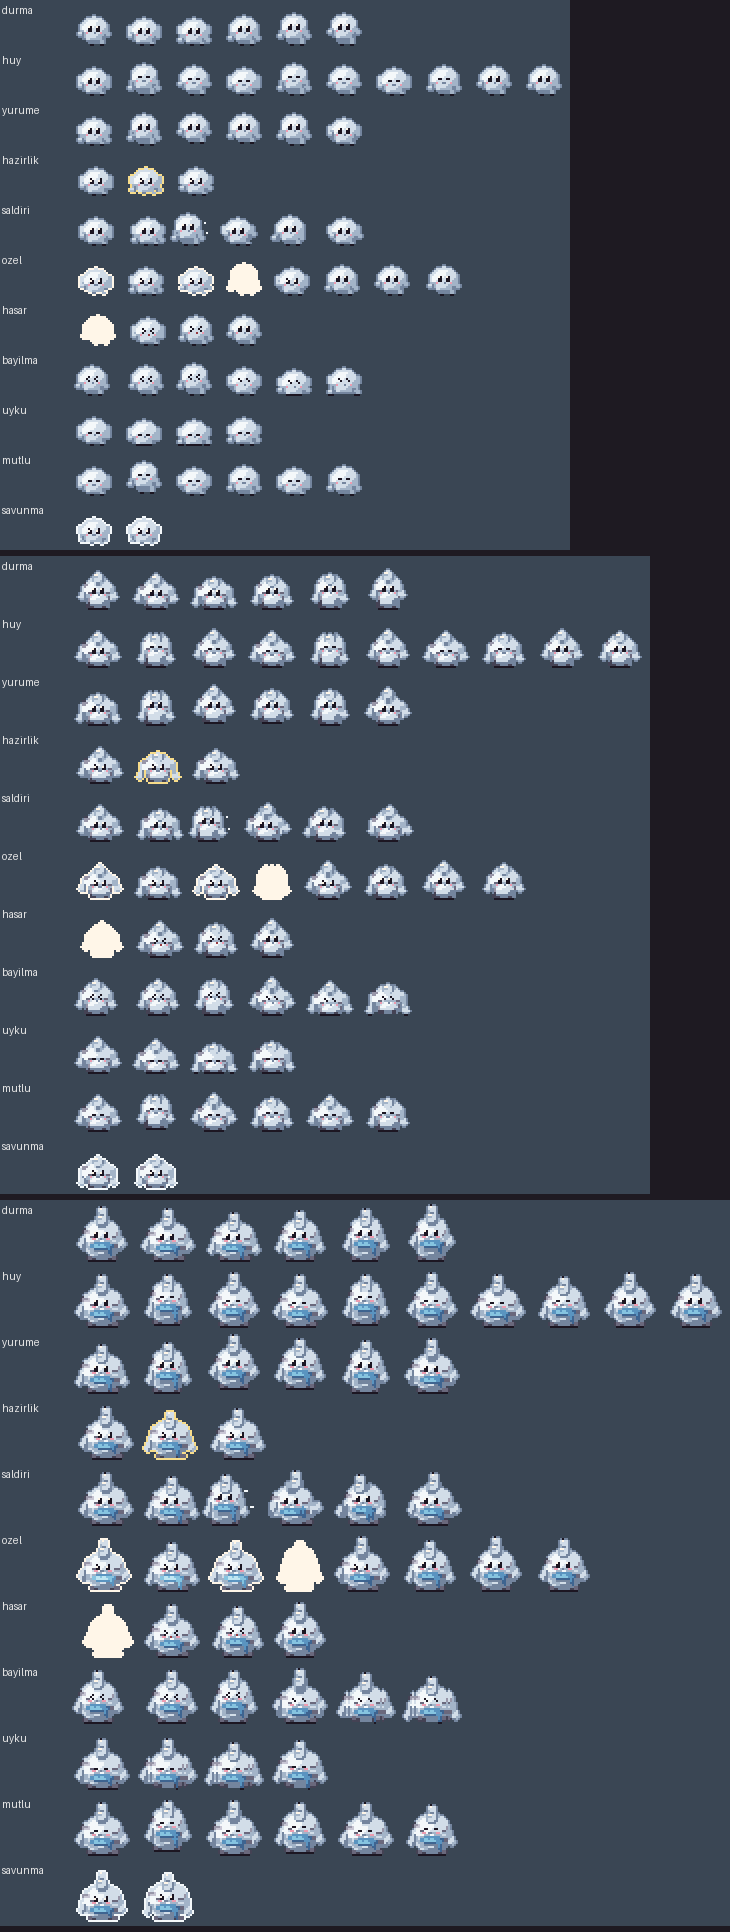 durma
huy
yurume
hazirlik
saldiri
ozel
hasar
bayilma
uyku
mutlu
savunma
durma
huy
yurume
hazirlik
saldiri
ozel
hasar
bayilma
uyku
mutlu
savunma
durma
huy
yurume
hazirlik
saldiri
ozel
hasar
bayilma
uyku
mutlu
savunma